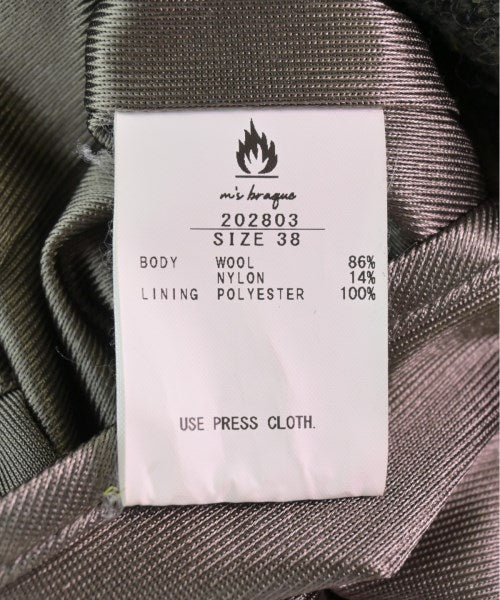 m's braque
202803
SIZE 38
BODY WOOL 86%
NYLON 14%
LINING POLYESTER 100%
USE PRESS CLOTH.